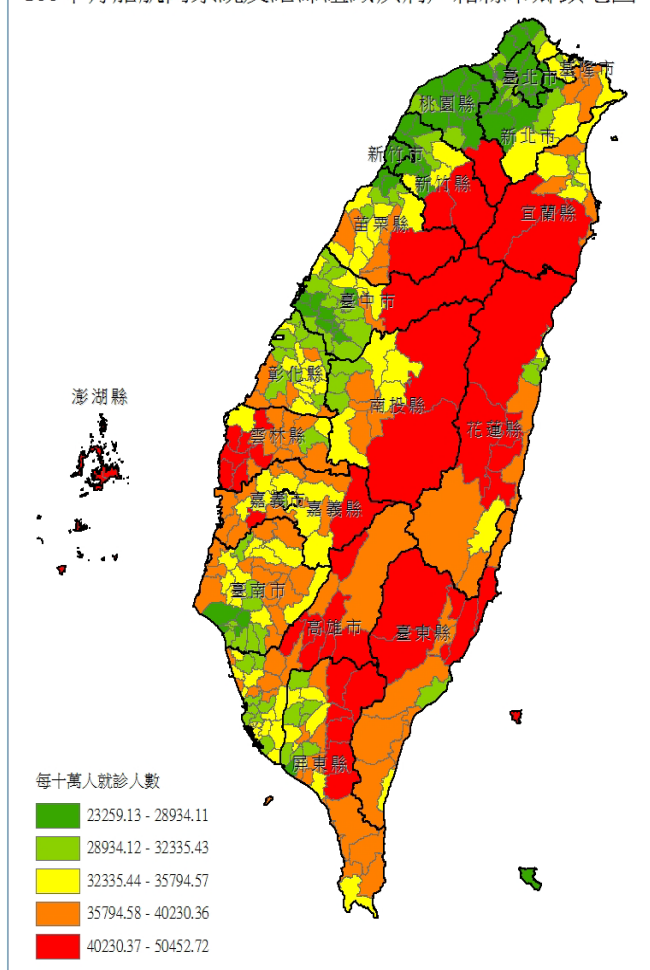 臺北市
基隆市
桃園縣
新北市
新竹市
新竹縣
宜蘭縣
苗栗縣
臺中市
彰化縣
澎湖縣
南投縣
雲林縣
花蓮縣
嘉義市
嘉義縣
臺南市
高雄市
臺東縣
屏東縣
每十萬人就診人數
23259.13 - 28934.11
28934.12 - 32335.43
32335.44 - 35794.57
35794.58 - 40230.36
40230.37 - 50452.72